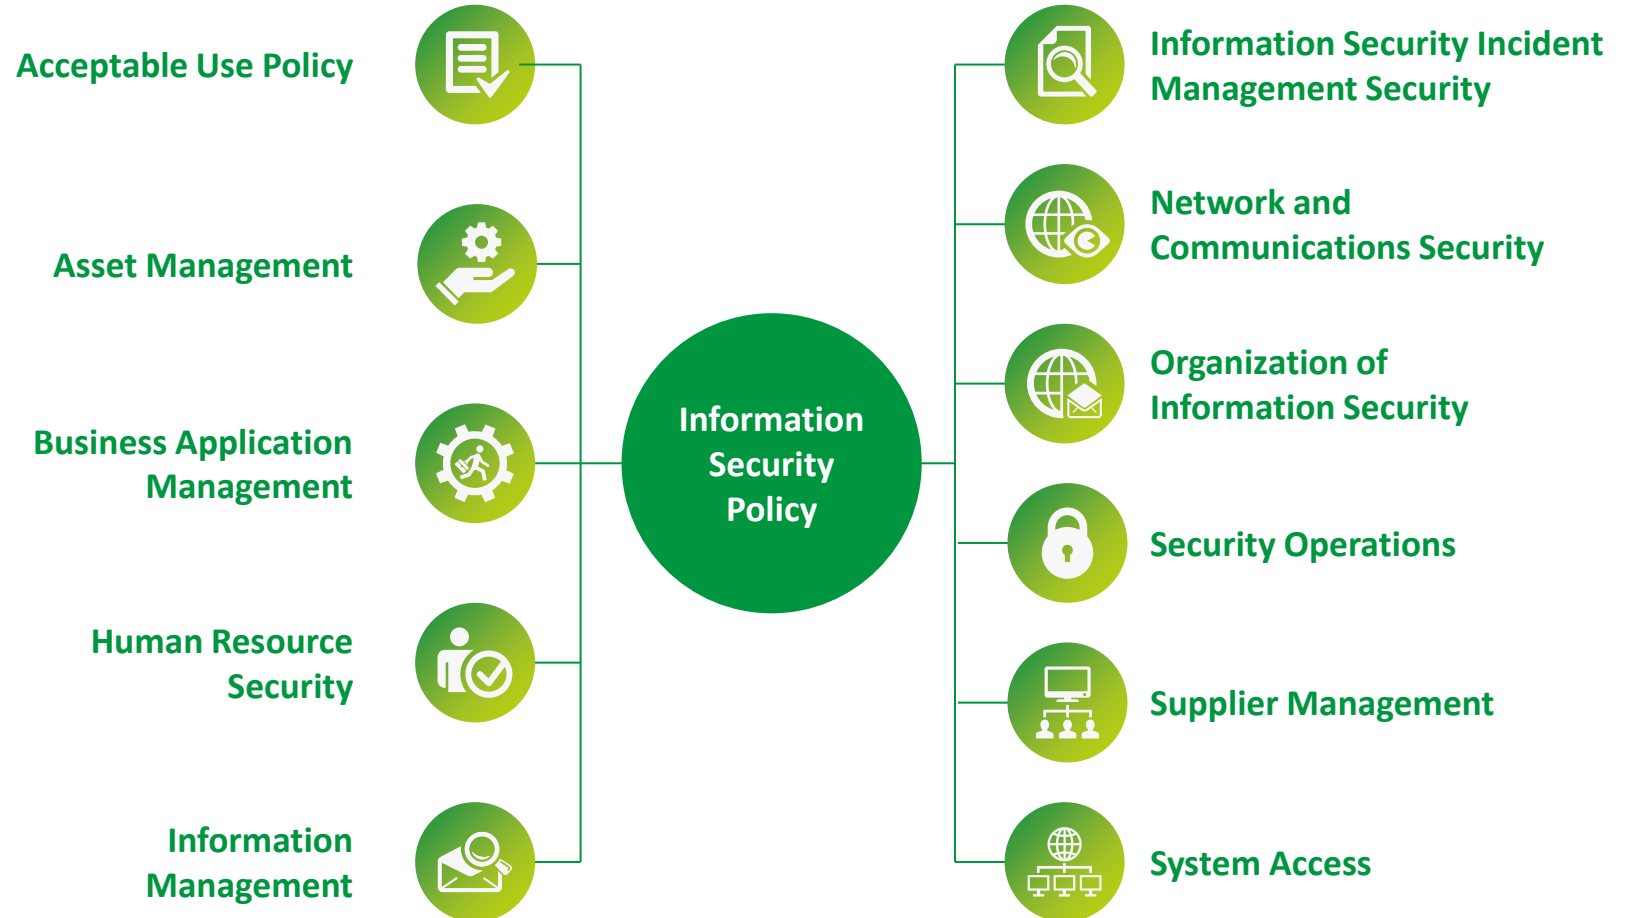 Acceptable Use Policy
Asset Management
Business Application
Management
Human Resource
Security
Information
Management
Information
Security
Policy
Information Security Incident
Management Security
Network and
Communications Security
Organization of
Information Security
Security Operations
Supplier Management
System Access